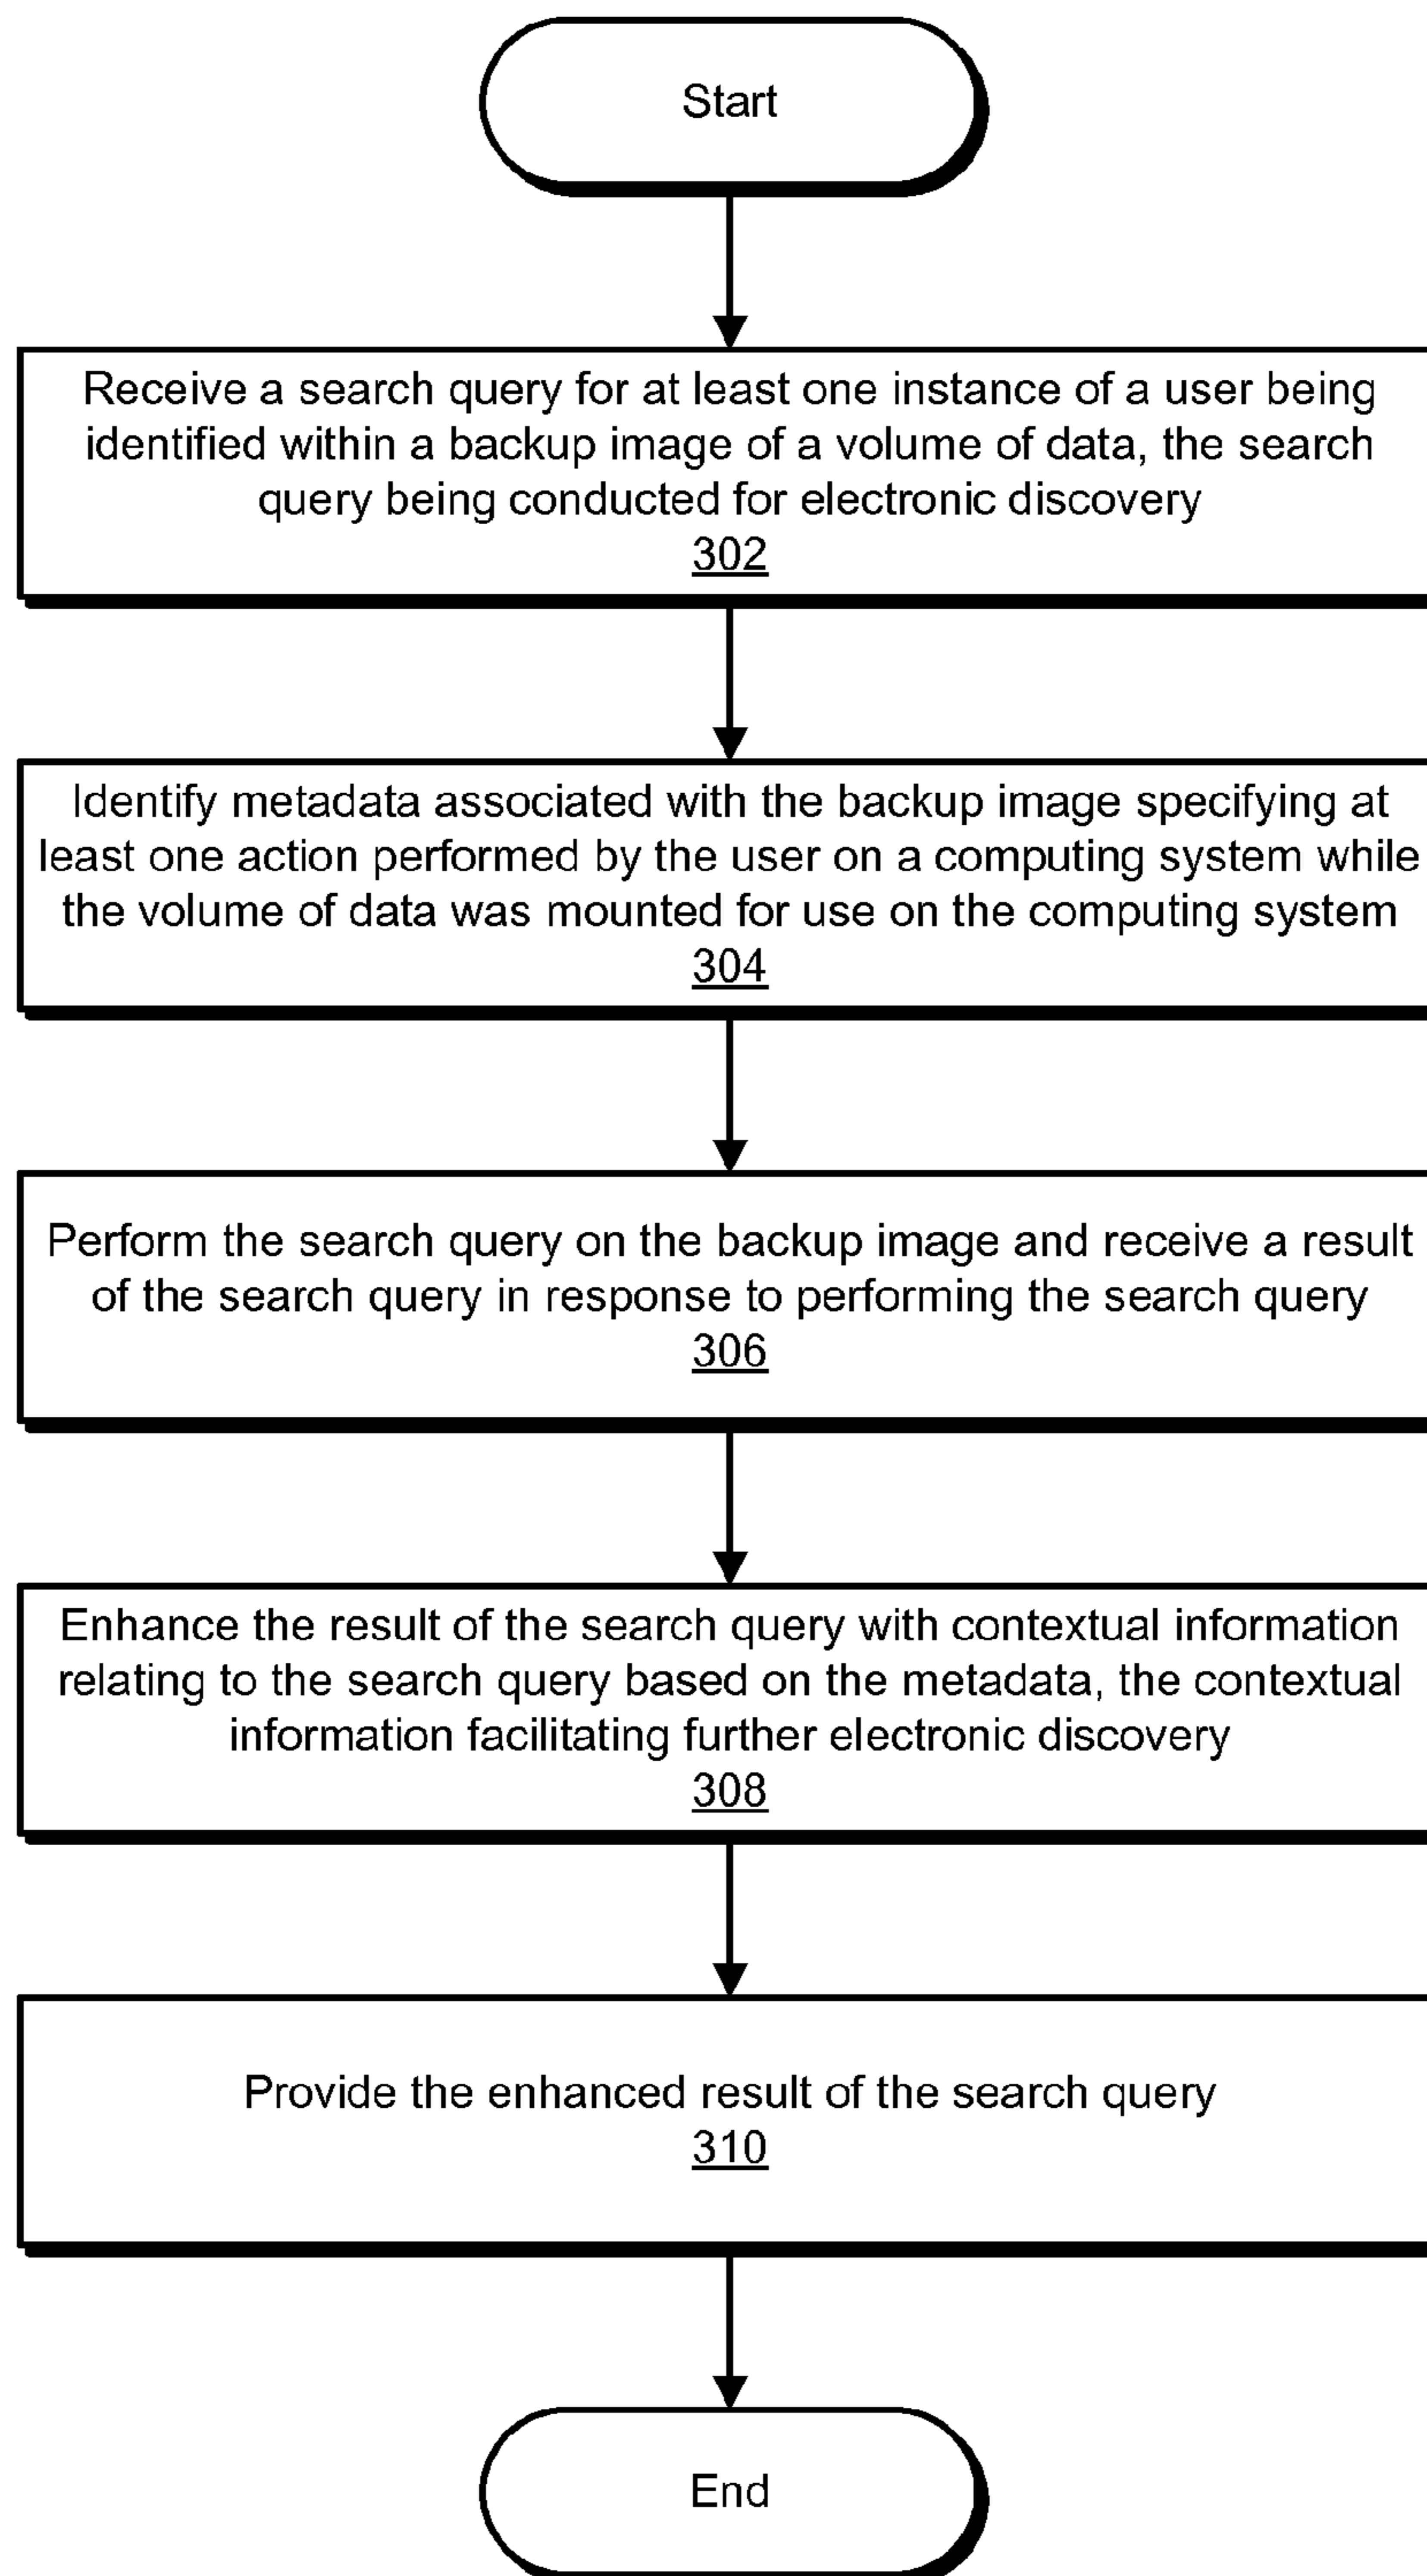 Start
Receive a search query for at least one instance of a user being
identified within a backup image of a volume of data, the search
query being conducted for electronic discovery
302
Identify metadata associated with the backup image specifying at
least one action performed by the user on a computing system while
the volume of data was mounted for use on the computing system
304
Perform the search query on the backup image and receive a result
of the search query in response to performing the search query
306
Enhance the result of the search query with contextual information
relating to the search query based on the metadata, the contextual
information facilitating further electronic discovery
308
Provide the enhanced result of the search query
310
End